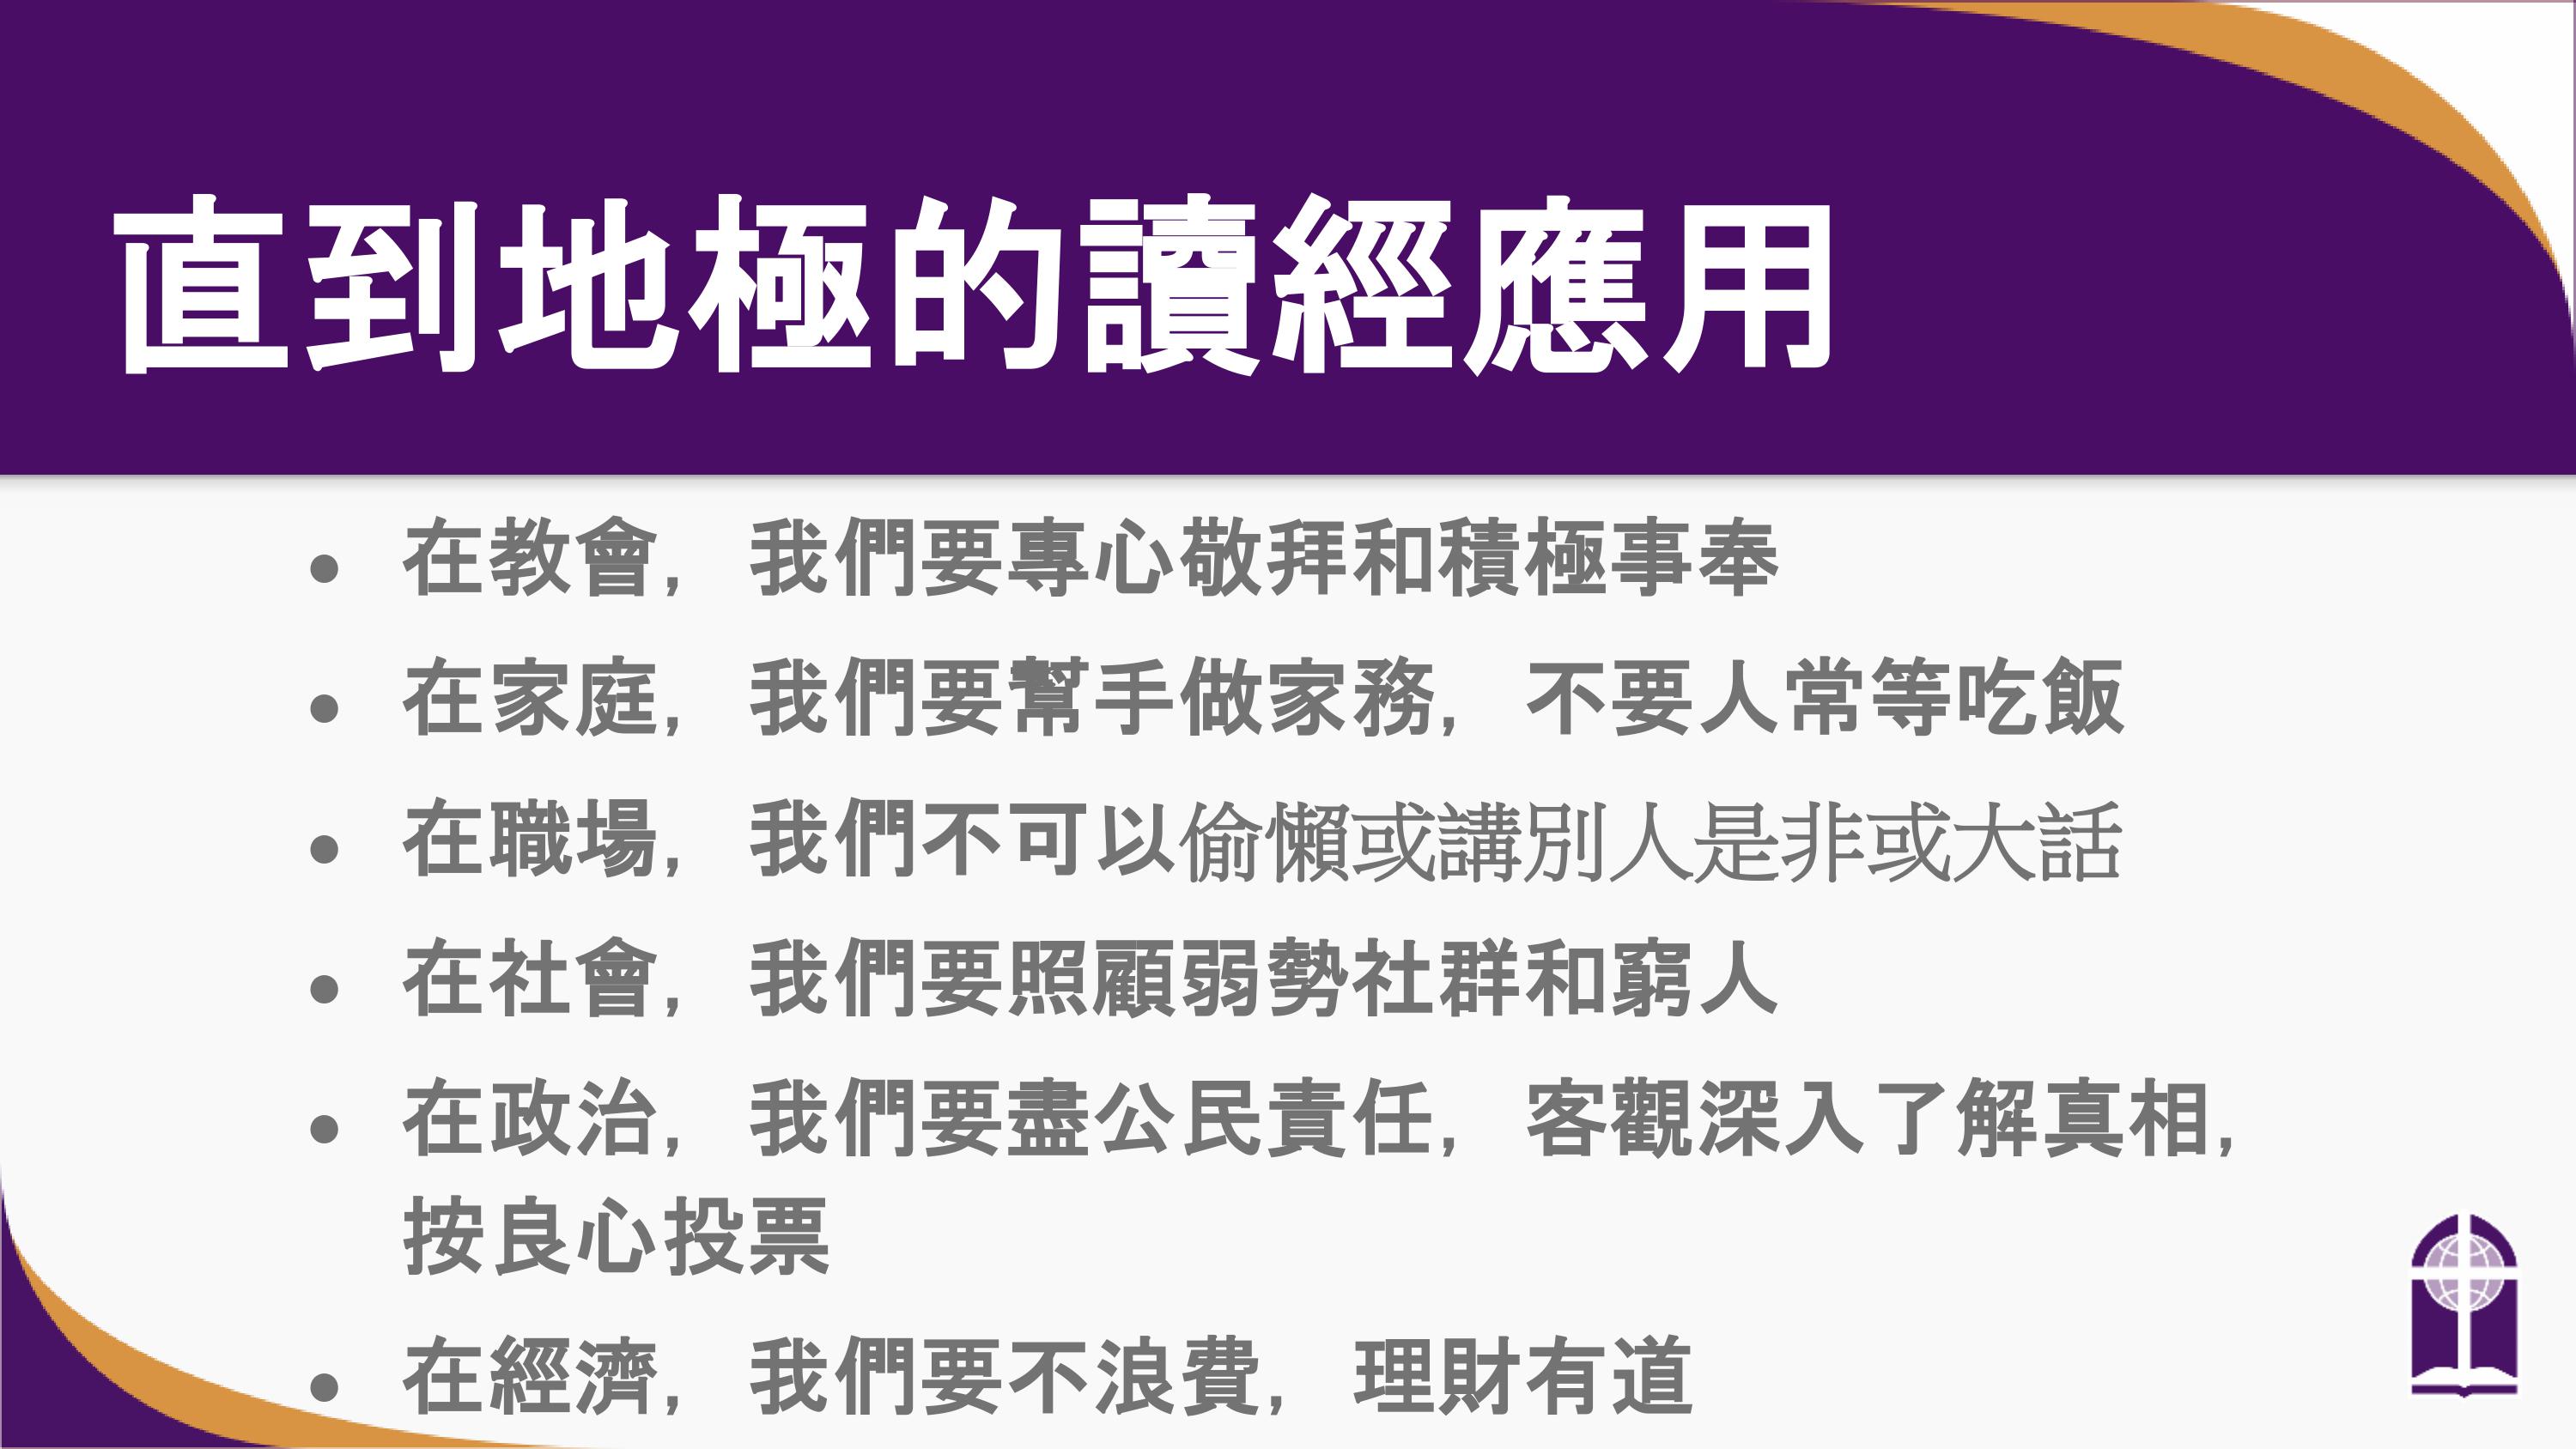 直到地極的讀經應用
• 在教會，我們要專心敬拜和積極事奉
• 在家庭，我們要幫手做家務，不要人常等吃飯
• 在職場，我們不可以偷懶或講別人是非或大話
• 在社會，我們要照顧弱勢社群和窮人
• 在政治，我們要盡公民責任，客觀深入了解真相，
按良心投票
• 在經濟，我們要不浪費，理財有道